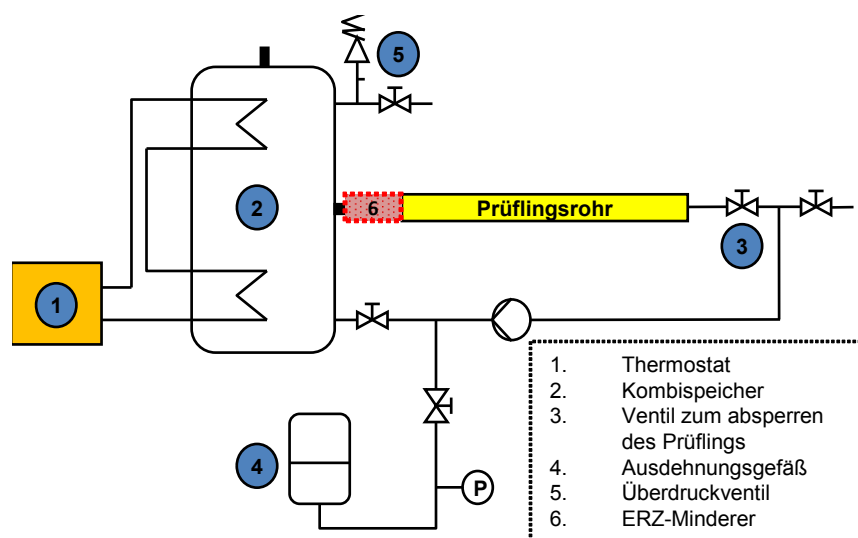 5
2
6 Prüflingsrohr
3
1
4
P
1. Thermostat
2. Kombispeicher
3. Ventil zum absperren
des Prüflings
4. Ausdehnungsgefäß
5. Überdruckventil
6. ERZ-Minderer